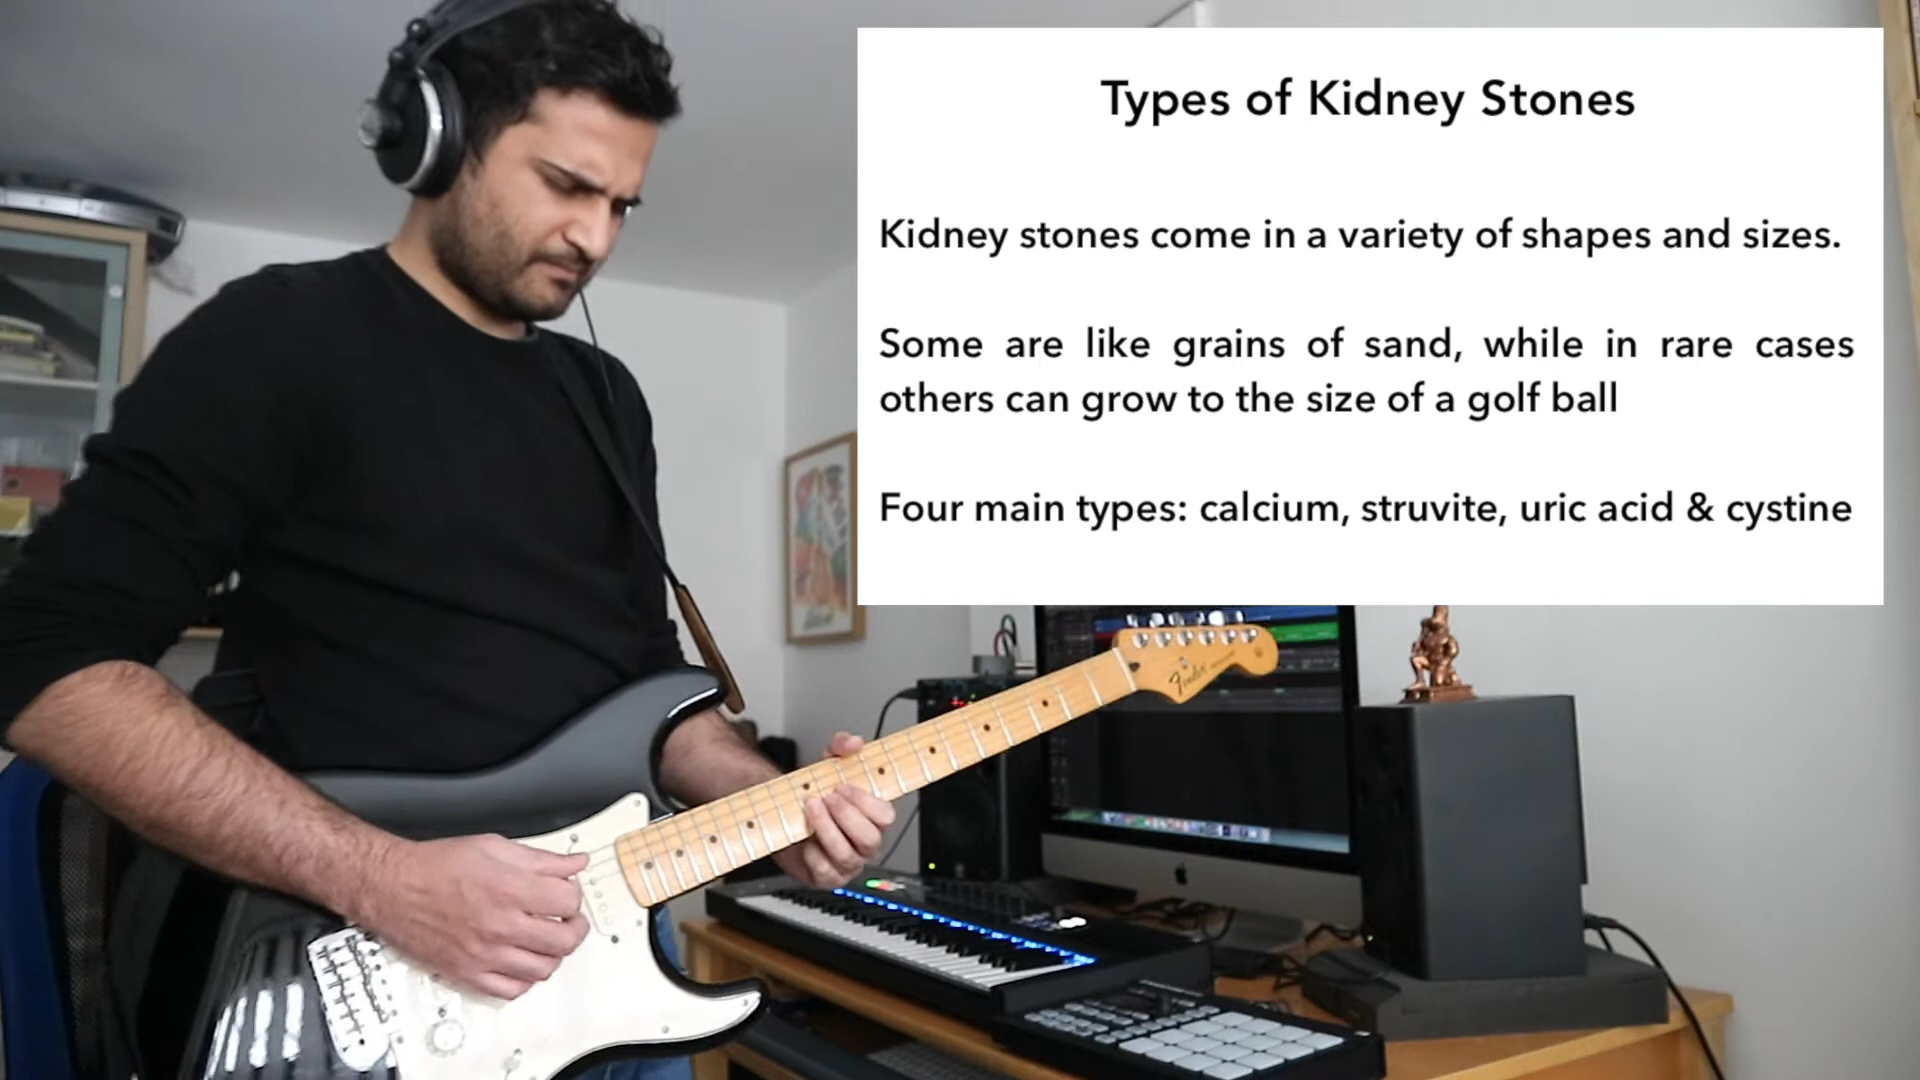 Types of Kidney Stones
Kidney stones come in a variety of shapes and sizes.
Some are like grains of sand, while in rare cases
others can grow to the size of a golf ball
Four main types: calcium, struvite, uric acid & cystine
Fender